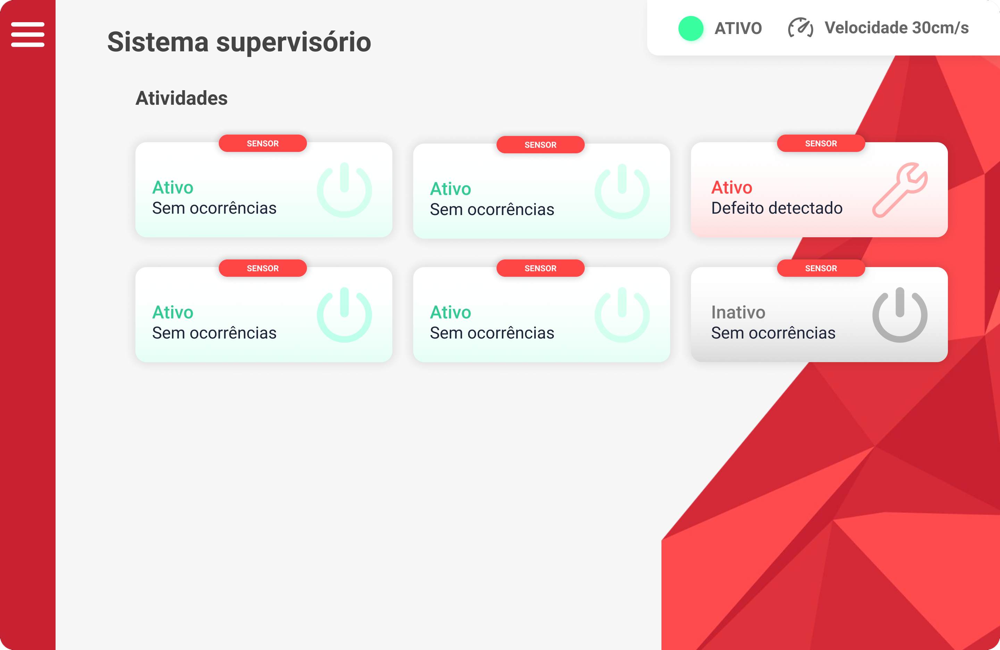 Sistema supervisório
ATIVO
Velocidade 30cm/s
Atividades
SENSOR
Ativo
Sem ocorrências
SENSOR
Ativo
Sem ocorrências
SENSOR
Ativo
Defeito detectado
SENSOR
Ativo
Sem ocorrências
SENSOR
Ativo
Sem ocorrências
SENSOR
Inativo
Sem ocorrências